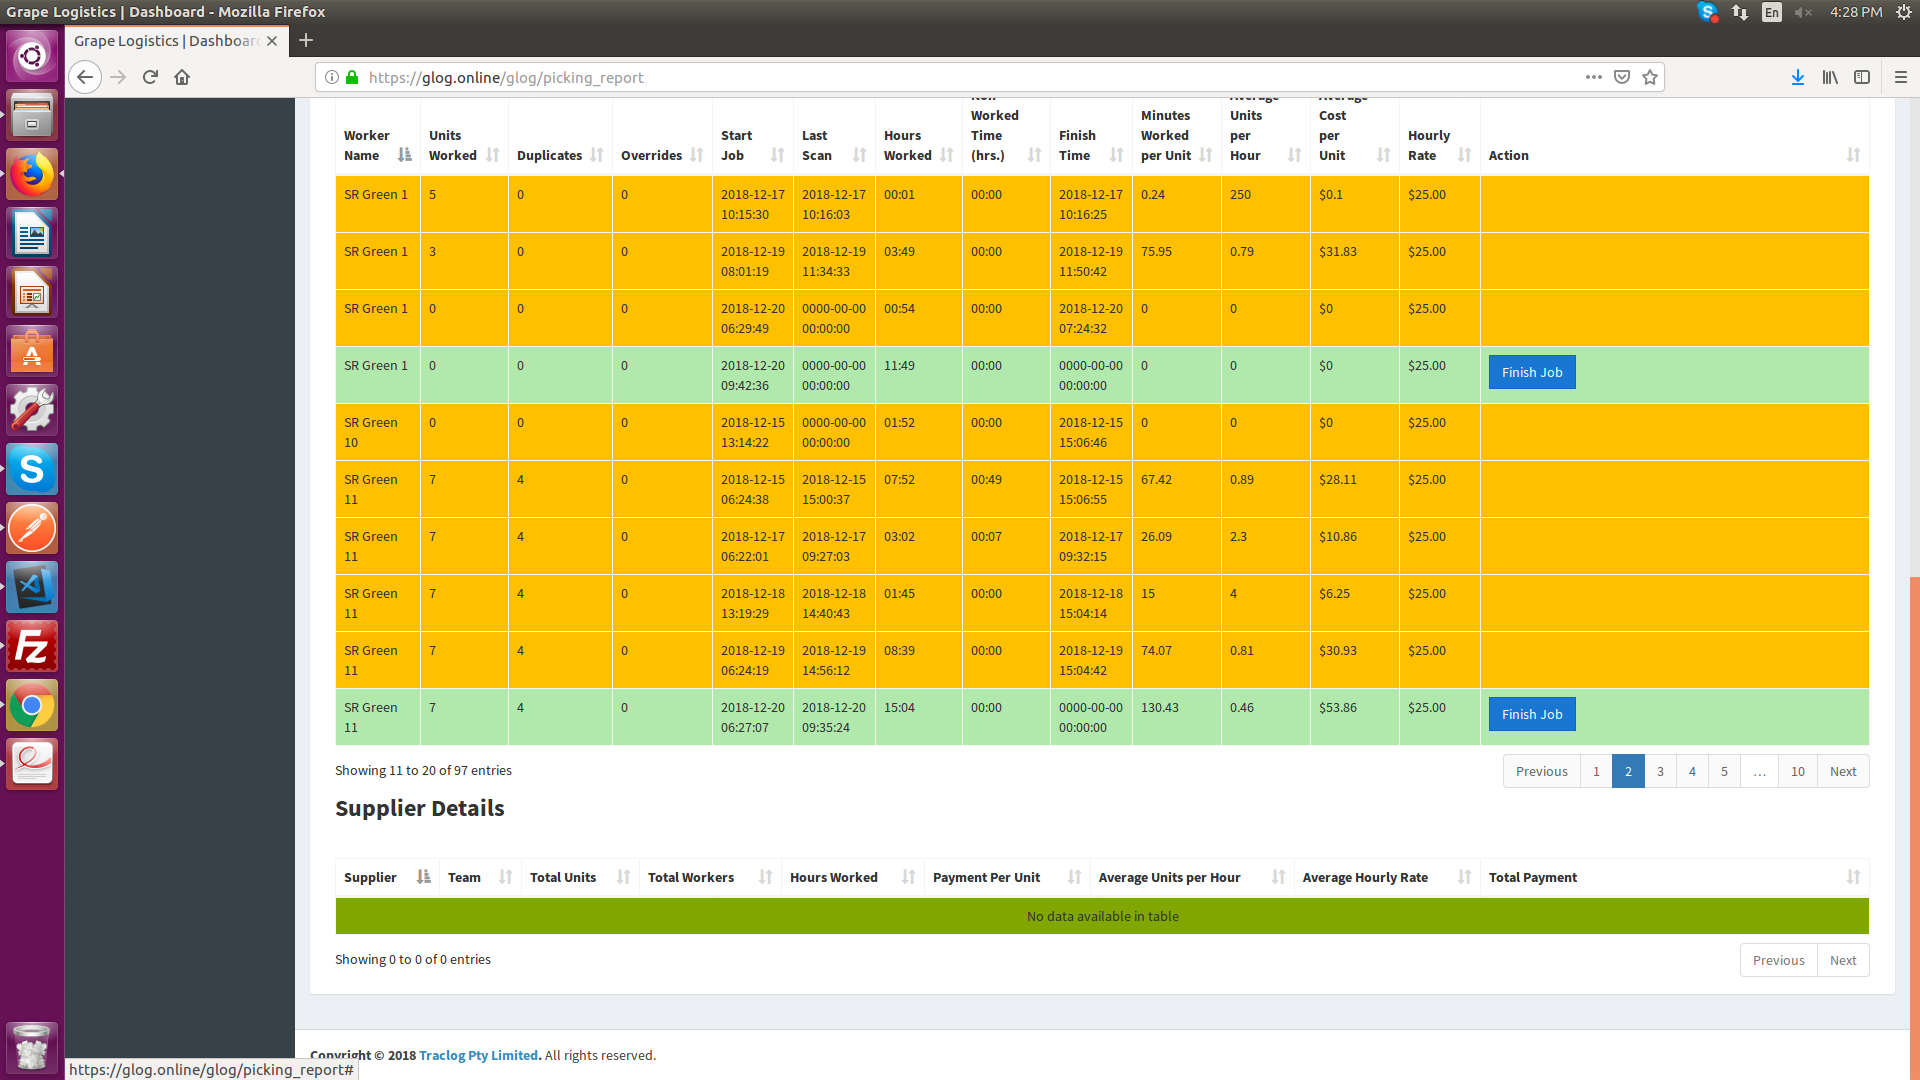 Grape Logistics | Dashboard - Mozilla Firefox
En 4:28 PM
Grape Logistics | Dashboar
https://glog.online/glog/picking_report
Worker Name Units Worked Duplicates Overrides Start Job Last Scan Hours Worked Worked Time (hrs.) Finish Time Minutes Worked per Unit Average Units per Hour Average Cost per Unit Hourly Rate Action
SR Green 1 5 0 0 2018-12-17 10:15:30 2018-12-17 10:16:03 00:01 00:00 2018-12-17 10:16:25 0.24 250 $0.1 $25.00
SR Green 1 3 0 0 2018-12-19 08:01:19 2018-12-19 11:34:33 03:49 00:00 2018-12-19 11:50:42 75.95 0.79 $31.83 $25.00
SR Green 1 0 0 0 2018-12-20 06:29:49 0000-00-00 00:00:00 00:54 00:00 2018-12-20 07:24:32 0 0 $0 $25.00
SR Green 1 0 0 0 2018-12-20 09:42:36 0000-00-00 00:00:00 11:49 00:00 0000-00-00 00:00:00 0 0 $0 $25.00 Finish Job
SR Green 10 0 0 0 2018-12-15 13:14:22 0000-00-00 00:00:00 01:52 00:00 2018-12-15 15:06:46 0 0 $0 $25.00
SR Green 11 7 4 0 2018-12-15 06:24:38 2018-12-15 15:00:37 07:52 00:49 2018-12-15 15:06:55 67.42 0.89 $28.11 $25.00
SR Green 11 7 4 0 2018-12-17 06:22:01 2018-12-17 09:27:03 03:02 00:07 2018-12-17 09:32:15 26.09 2.3 $10.86 $25.00
SR Green 11 7 4 0 2018-12-18 13:19:29 2018-12-18 14:40:43 01:45 00:00 2018-12-18 15:04:14 15 4 $6.25 $25.00
SR Green 11 7 4 0 2018-12-19 06:24:19 2018-12-19 14:56:12 08:39 00:00 2018-12-19 15:04:42 74.07 0.81 $30.93 $25.00
SR Green 11 7 4 0 2018-12-20 06:27:07 2018-12-20 09:35:24 15:04 00:00 0000-00-00 00:00:00 130.43 0.46 $53.86 $25.00 Finish Job
Showing 11 to 20 of 97 entries Previous 1 2 3 4 5 … 10 Next
Supplier Details
Supplier Team Total Units Total Workers Hours Worked Payment Per Unit Average Units per Hour Average Hourly Rate Total Payment
No data available in table
Showing 0 to 0 of 0 entries Previous Next
Copyright © 2018 Traclog Pty Limited. All rights reserved.
https://glog.online/glog/picking_report#